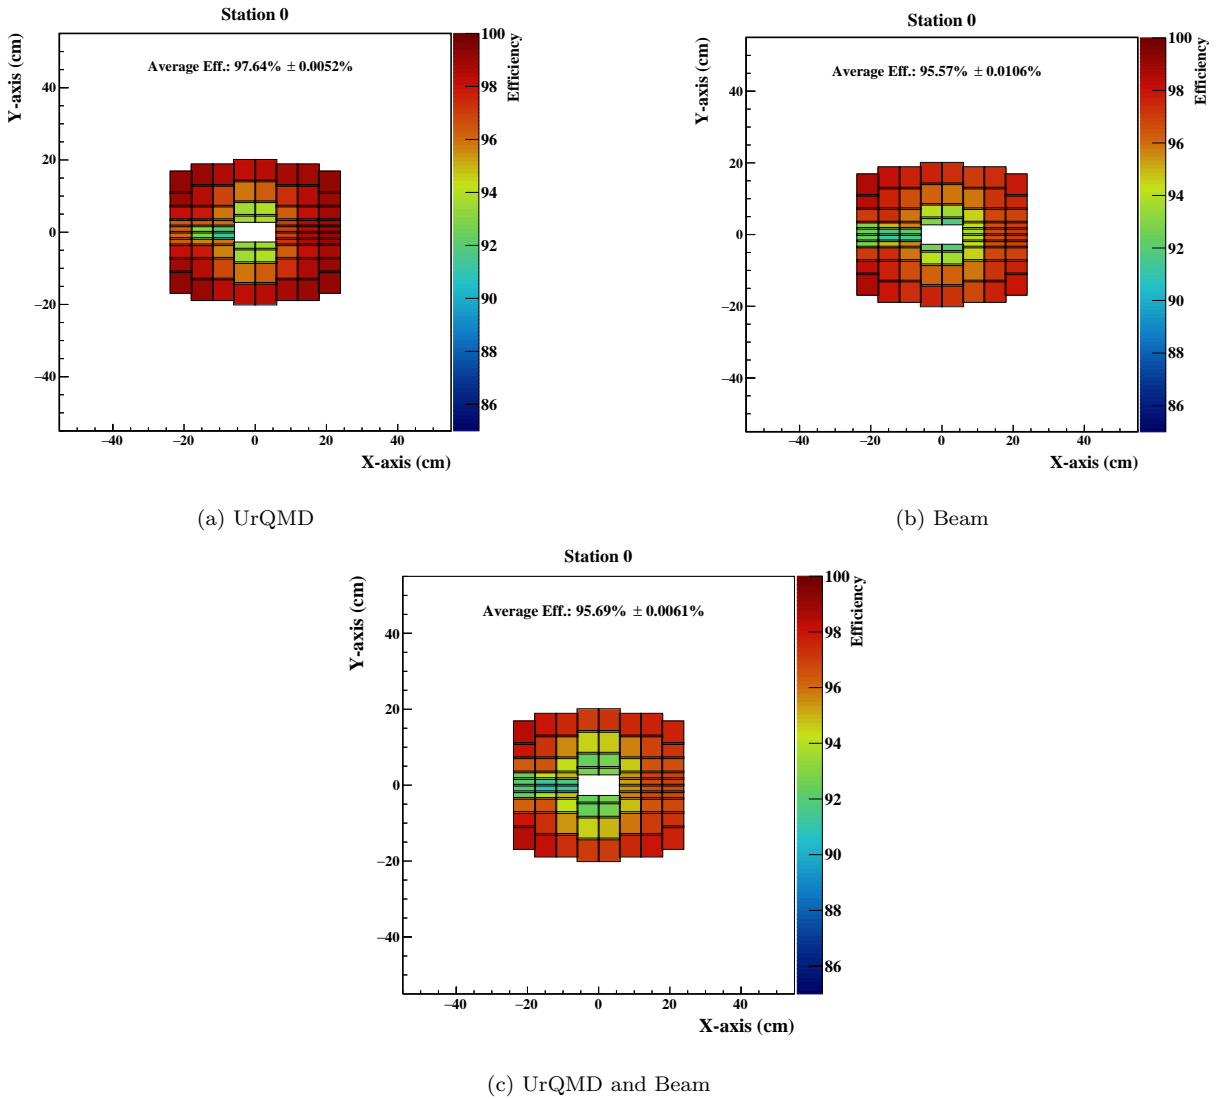 Station 0
Y-axis (cm)
Average Eff.: 97.64% ± 0.0052%
40
20
0
−20
−40
−40 −20 0 20 40
X-axis (cm)
100
98
96
94
92
90
88
86
Efficiency
(a) UrQMD
Station 0
Y-axis (cm)
Average Eff.: 95.57% ± 0.0106%
40
20
0
−20
−40
−40 −20 0 20 40
X-axis (cm)
100
98
96
94
92
90
88
86
Efficiency
(b) Beam
Station 0
Y-axis (cm)
Average Eff.: 95.69% ± 0.0061%
40
20
0
−20
−40
−40 −20 0 20 40
X-axis (cm)
100
98
96
94
92
90
88
86
Efficiency
(c) UrQMD and Beam